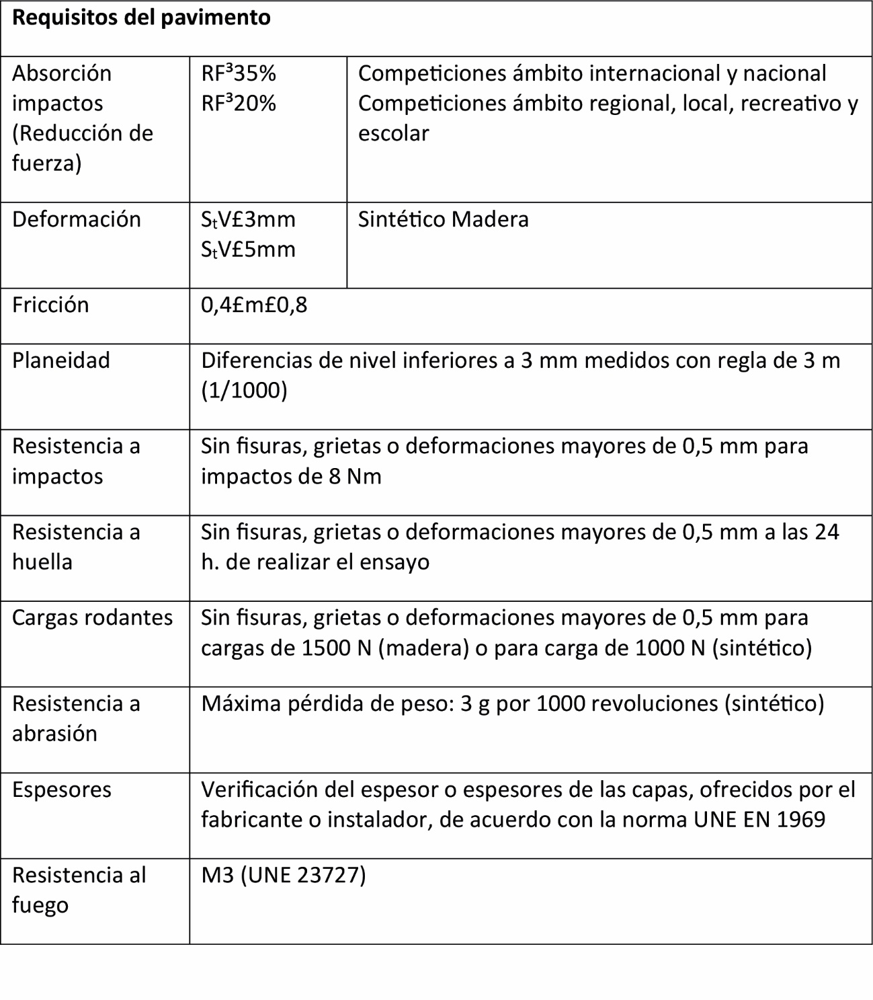 Requisitos del pavimento
Absorción
impactos
(Reducción de
fuerza)
RF³35%
RF³20%
Competiciones ámbito internacional y nacional
Competiciones ámbito regional, local, recreativo y
escolar
Deformación
SₜV£3mm
SₜV£5mm
Sintético Madera
Fricción
0,4£m£0,8
Planeidad
Diferencias de nivel inferiores a 3 mm medidos con regla de 3 m
(1/1000)
Resistencia a
impactos
Sin fisuras, grietas o deformaciones mayores de 0,5 mm para
impactos de 8 Nm
Resistencia a
huella
Sin fisuras, grietas o deformaciones mayores de 0,5 mm a las 24
h. de realizar el ensayo
Cargas rodantes
Sin fisuras, grietas o deformaciones mayores de 0,5 mm para
cargas de 1500 N (madera) o para carga de 1000 N (sintético)
Resistencia a
abrasión
Máxima pérdida de peso: 3 g por 1000 revoluciones (sintético)
Espesores
Verificación del espesor o espesores de las capas, ofrecidos por el
fabricante o instalador, de acuerdo con la norma UNE EN 1969
Resistencia al
fuego
M3 (UNE 23727)